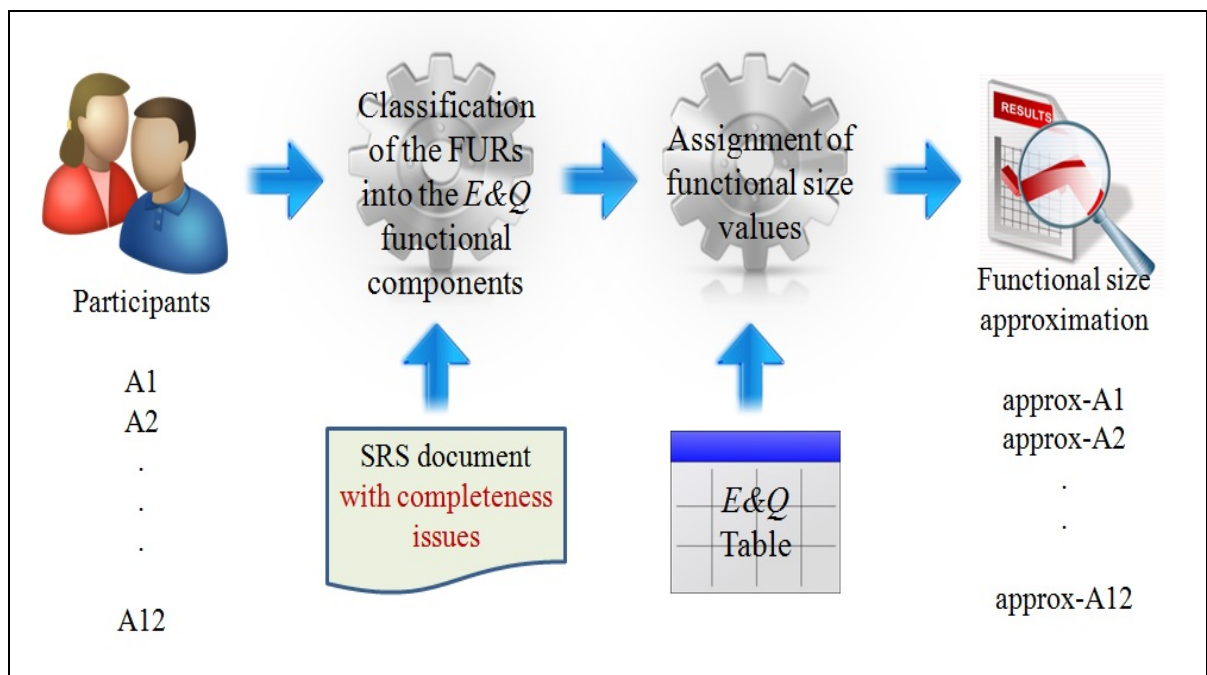 Participants
A1
A2
.
.
.
A12
Classification
of the FURs
into the E&Q
functional
components
SRS document
with completeness
issues
Assignment of
functional size
values
E&Q
Table
RESULTS
Functional size
approximation
approx-A1
approx-A2
.
.
approx-A12